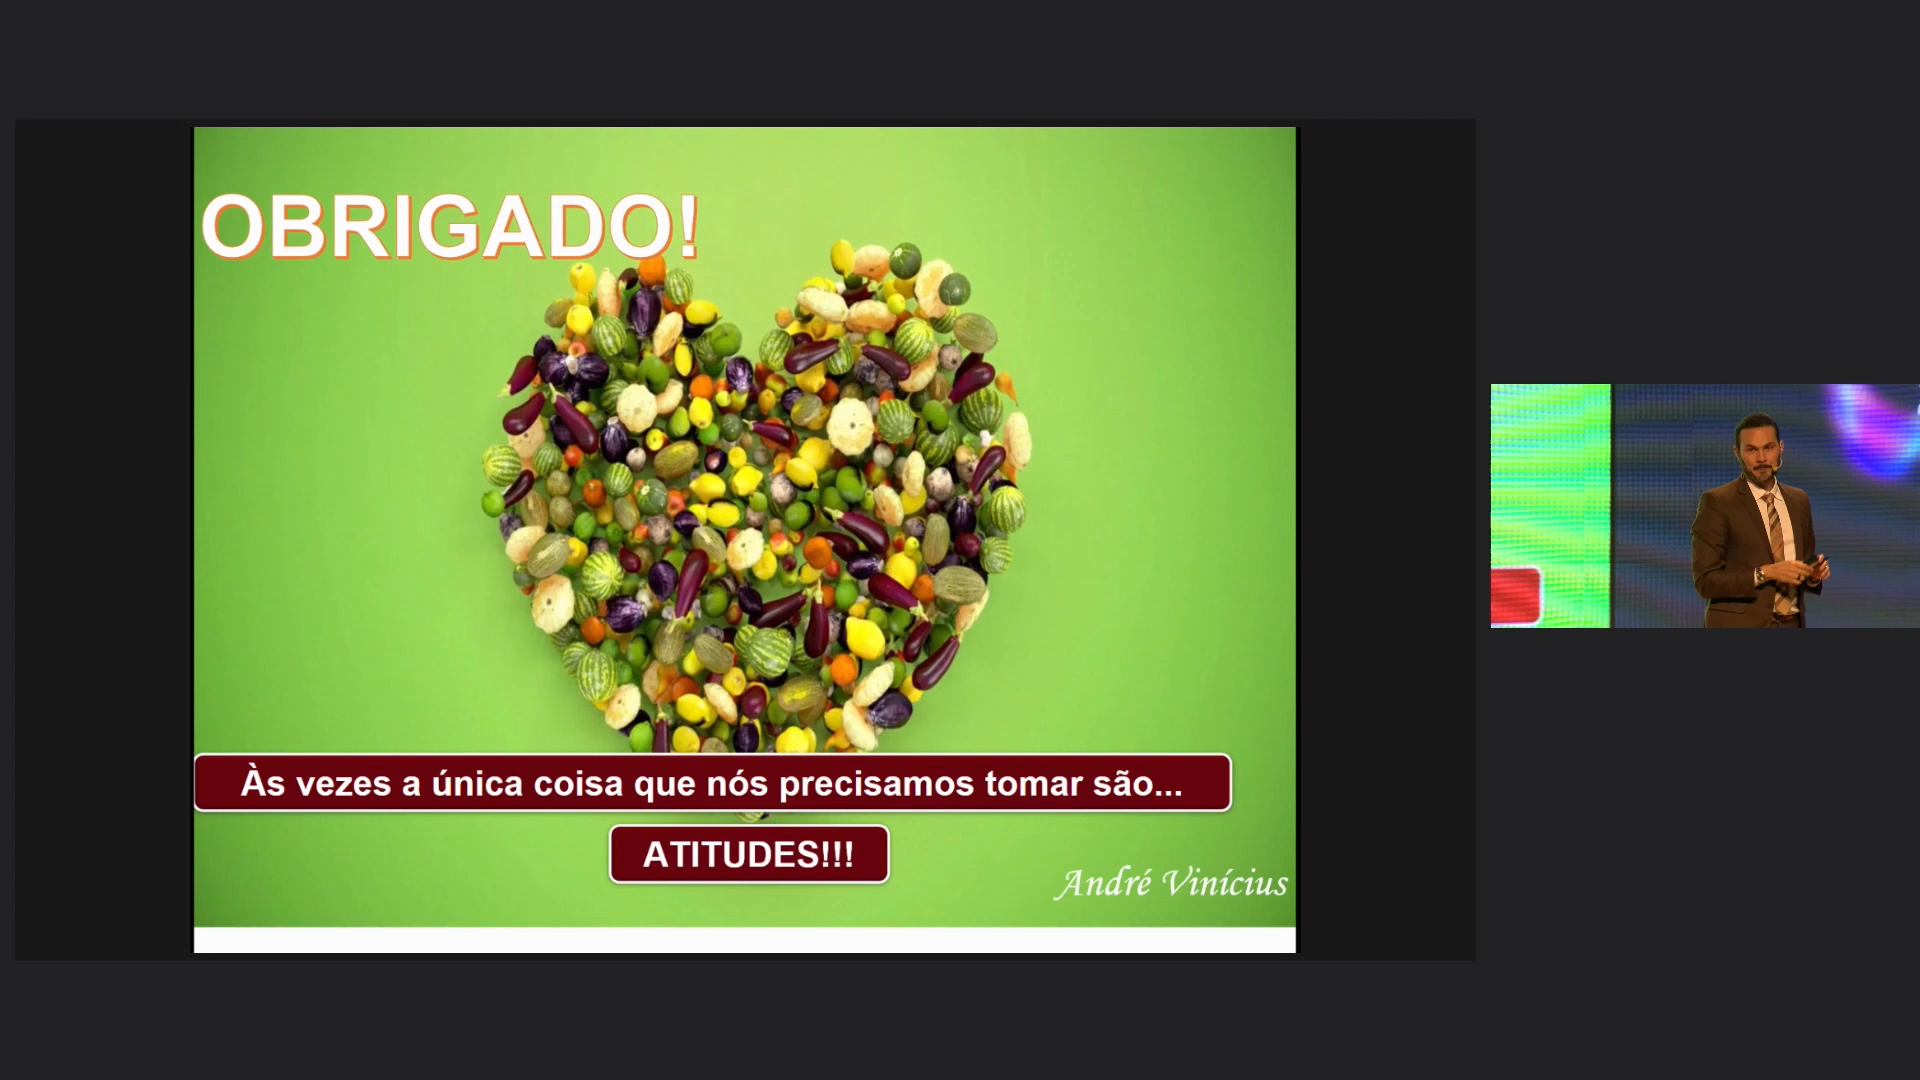 OBRIGADO!
Às vezes a única coisa que nós precisamos tomar são...
ATITUDES!!!
André Vinícius